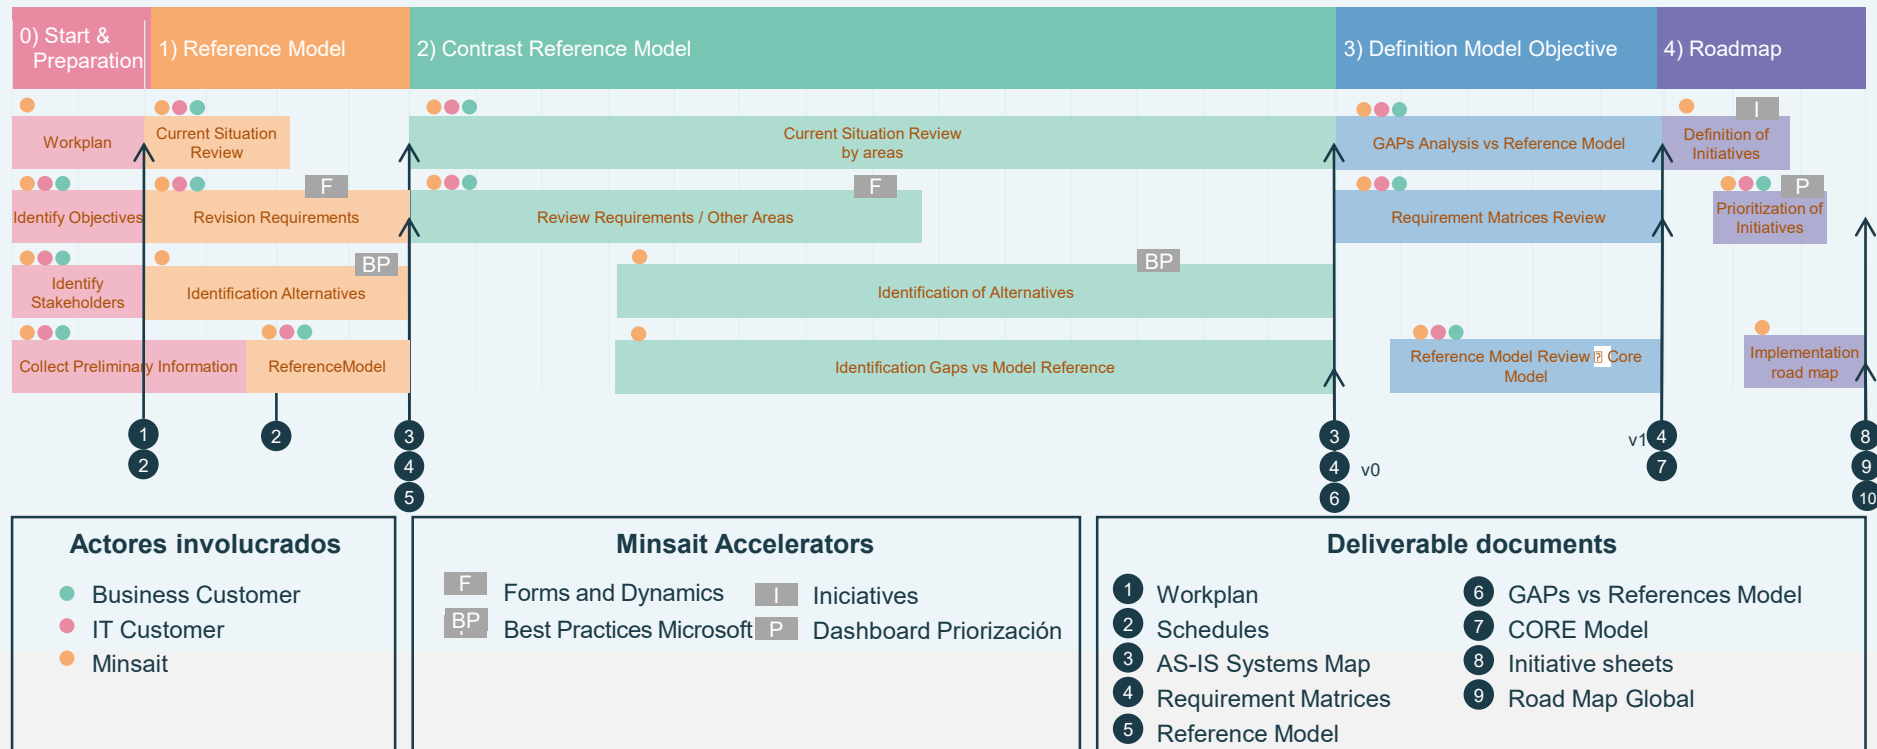 0) Start &
Preparation
1) Reference Model
2) Contrast Reference Model
3) Definition Model Objective
4) Roadmap
Workplan
Current Situation
Review
Current Situation Review
by areas
GAPs Analysis vs Reference Model
I
Definition of
Initiatives
Identify Objectives
F
Revision Requirements
F
Review Requirements / Other Areas
Requirement Matrices Review
P
Prioritization of
Initiatives
Identify
Stakeholders
BP
Identification Alternatives
BP
Identification of Alternatives
Collect Preliminary Information
ReferenceModel
Identification Gaps vs Model Reference
Reference Model Review ? Core
Model
Implementation
road map
1
2
2
3
4
5
3
4 v0
6
v1 4
7
8
9
10
Actores involucrados
Business Customer
IT Customer
Minsait
Minsait Accelerators
F Forms and Dynamics
BP Best Practices Microsoft
I Iniciatives
P Dashboard Priorización
Deliverable documents
1 Workplan
2 Schedules
3 AS-IS Systems Map
4 Requirement Matrices
5 Reference Model
6 GAPs vs References Model
7 CORE Model
8 Initiative sheets
9 Road Map Global